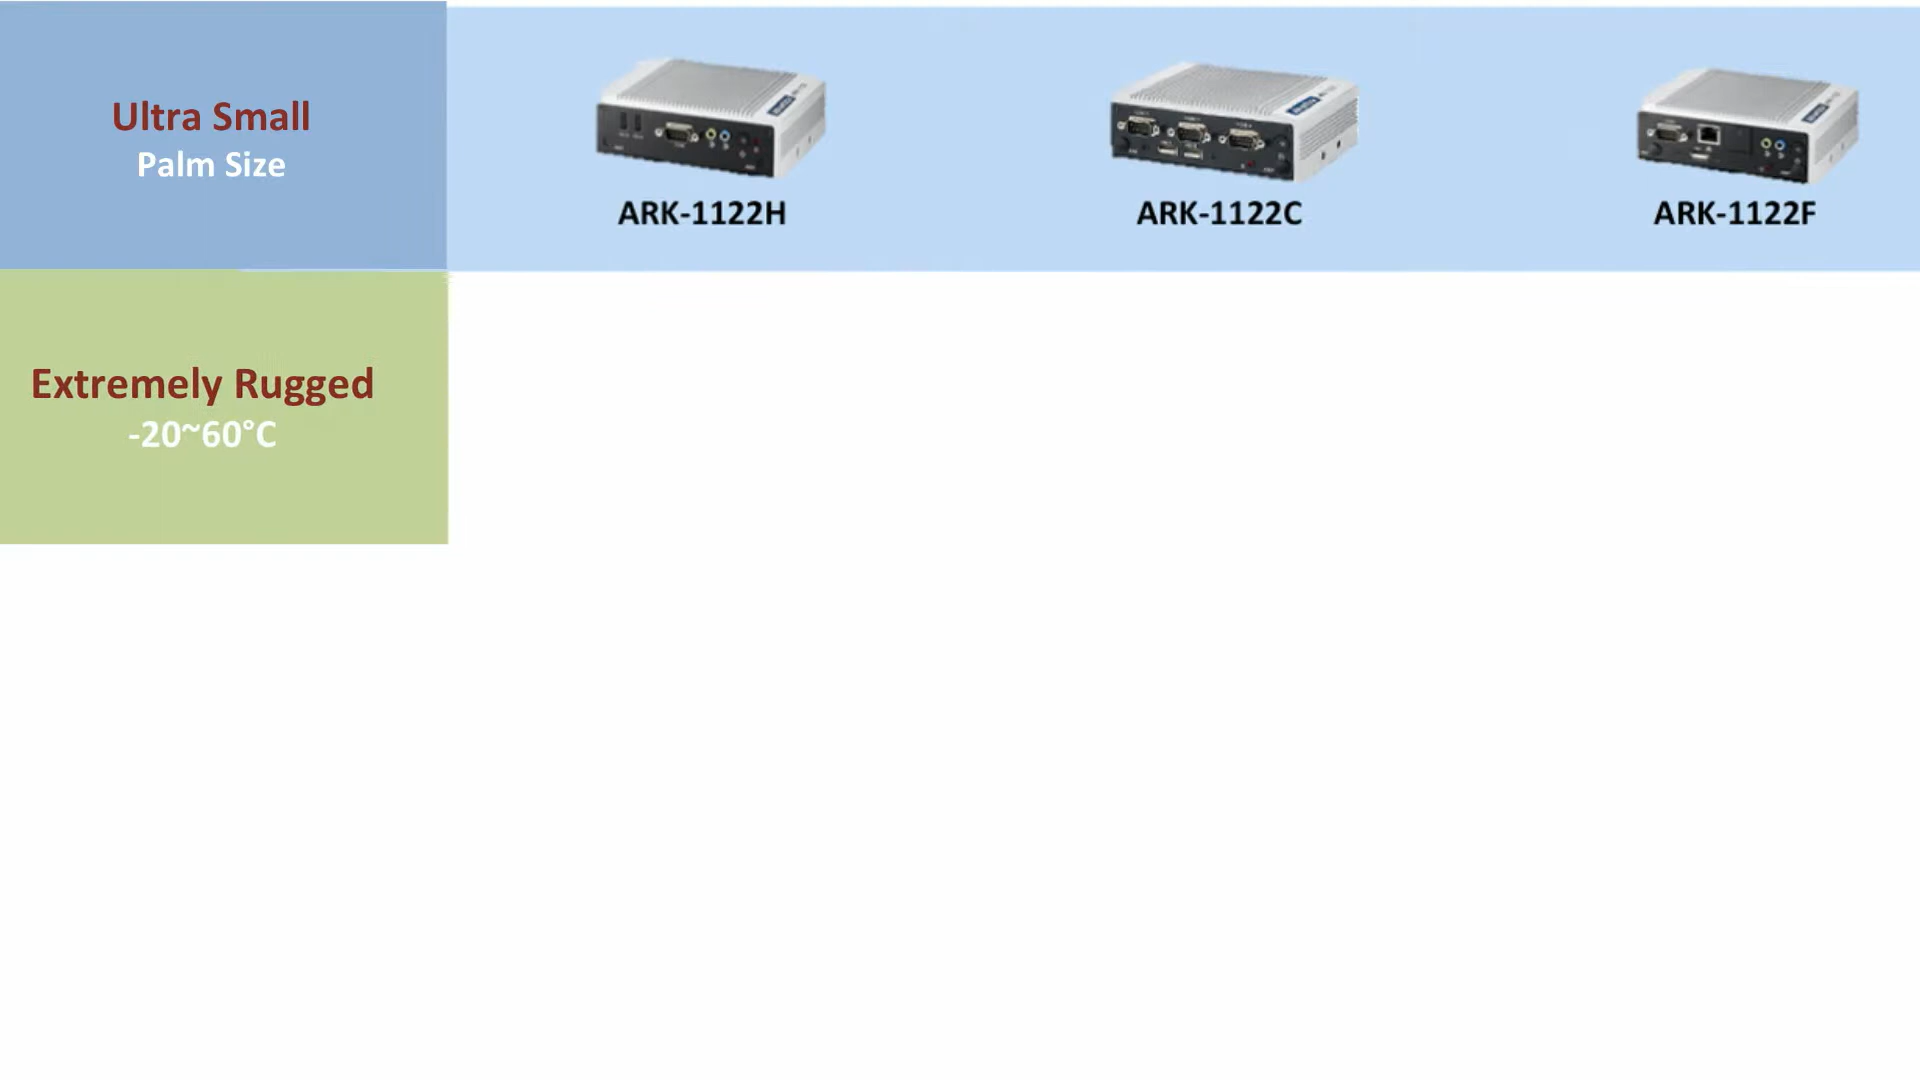 Ultra Small
Palm Size
ARK-1122H
ARK-1122C
ARK-1122F
Extremely Rugged
-20~60°C